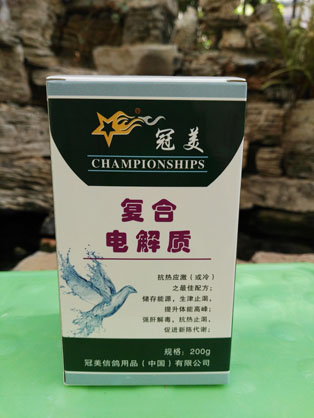 冠美
CHAMPIONSHIPS
复合
电解质
抗热应激（或冷）
之最佳配方；
储存能源，生津止渴，
提升体能高峰；
强肝解毒，抗热止渴，
促进新陈代谢；
规格：200g
冠美信鸽用品（中国）有限公司